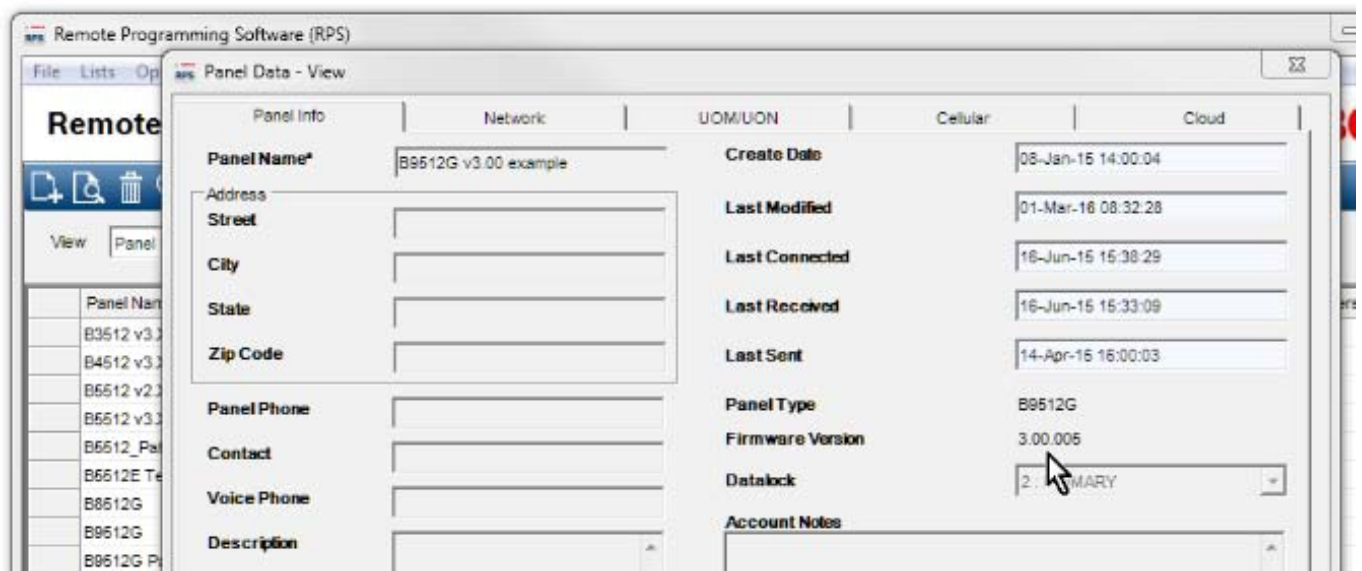 Remote Programming Software (RPS)
File Lists Op
Panel Data - View
Remote
Panel Info Network UOM/UON Cellular Cloud
Panel Name* B9512G v3.00 example
Create Date 08-Jan-15 14:00:04
Address
Street
Last Modified 01-Mar-16 08:32:28
View Panel
City
Last Connected 16-Jun-15 15:38:29
Panel Nam
State
Last Received 16-Jun-15 15:33:09
B3512 v3.X
B4512 v3.X
Zip Code
Last Sent 14-Apr-15 16:00:03
B5512 v2.X
B5512 v3.X
Panel Phone
Panel Type B9512G
B5512_Pa
Contact
Firmware Version 3.00.005
B5512E Te
Datalock 2 : MARY
B8512G
Voice Phone
B9512G
Account Notes
Description
B9512G P